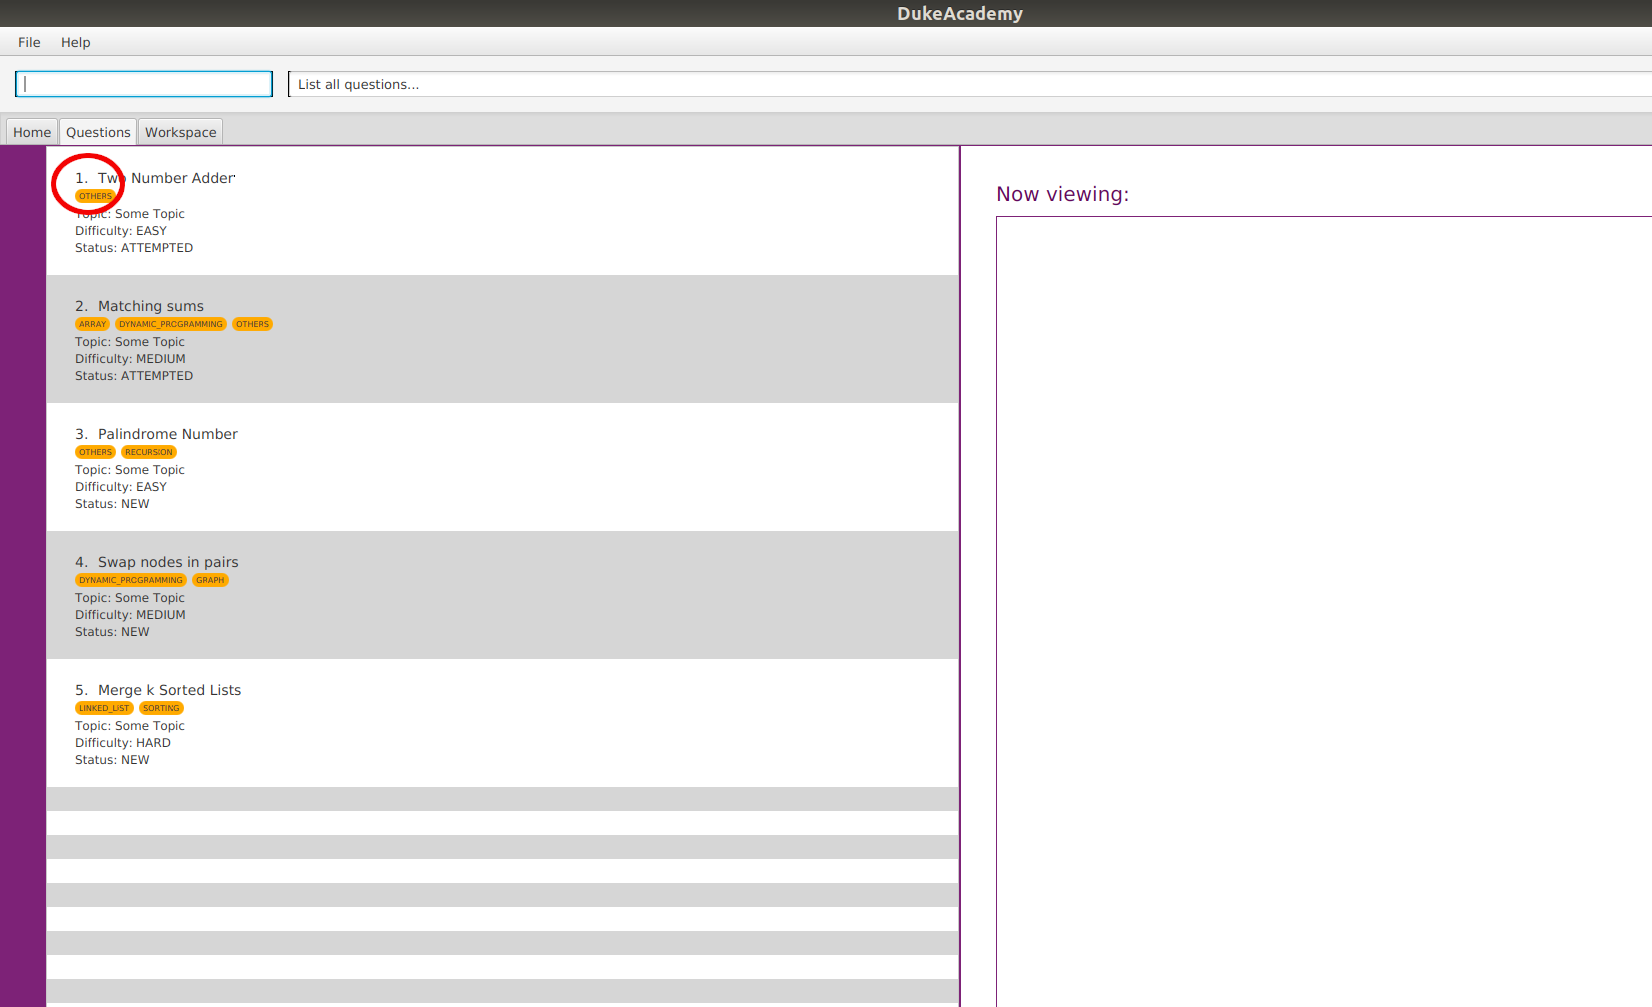 DukeAcademy
File Help
List all questions...
Home Questions Workspace
1. Two Number Adder
OTHERS
Topic: Some Topic
Difficulty: EASY
Status: ATTEMPTED
2. Matching sums
ARRAY DYNAMIC_PROGRAMMING OTHERS
Topic: Some Topic
Difficulty: MEDIUM
Status: ATTEMPTED
3. Palindrome Number
OTHERS RECURSION
Topic: Some Topic
Difficulty: EASY
Status: NEW
4. Swap nodes in pairs
DYNAMIC_PROGRAMMING GRAPH
Topic: Some Topic
Difficulty: MEDIUM
Status: NEW
5. Merge k Sorted Lists
LINKED_LIST SORTING
Topic: Some Topic
Difficulty: HARD
Status: NEW
Now viewing: